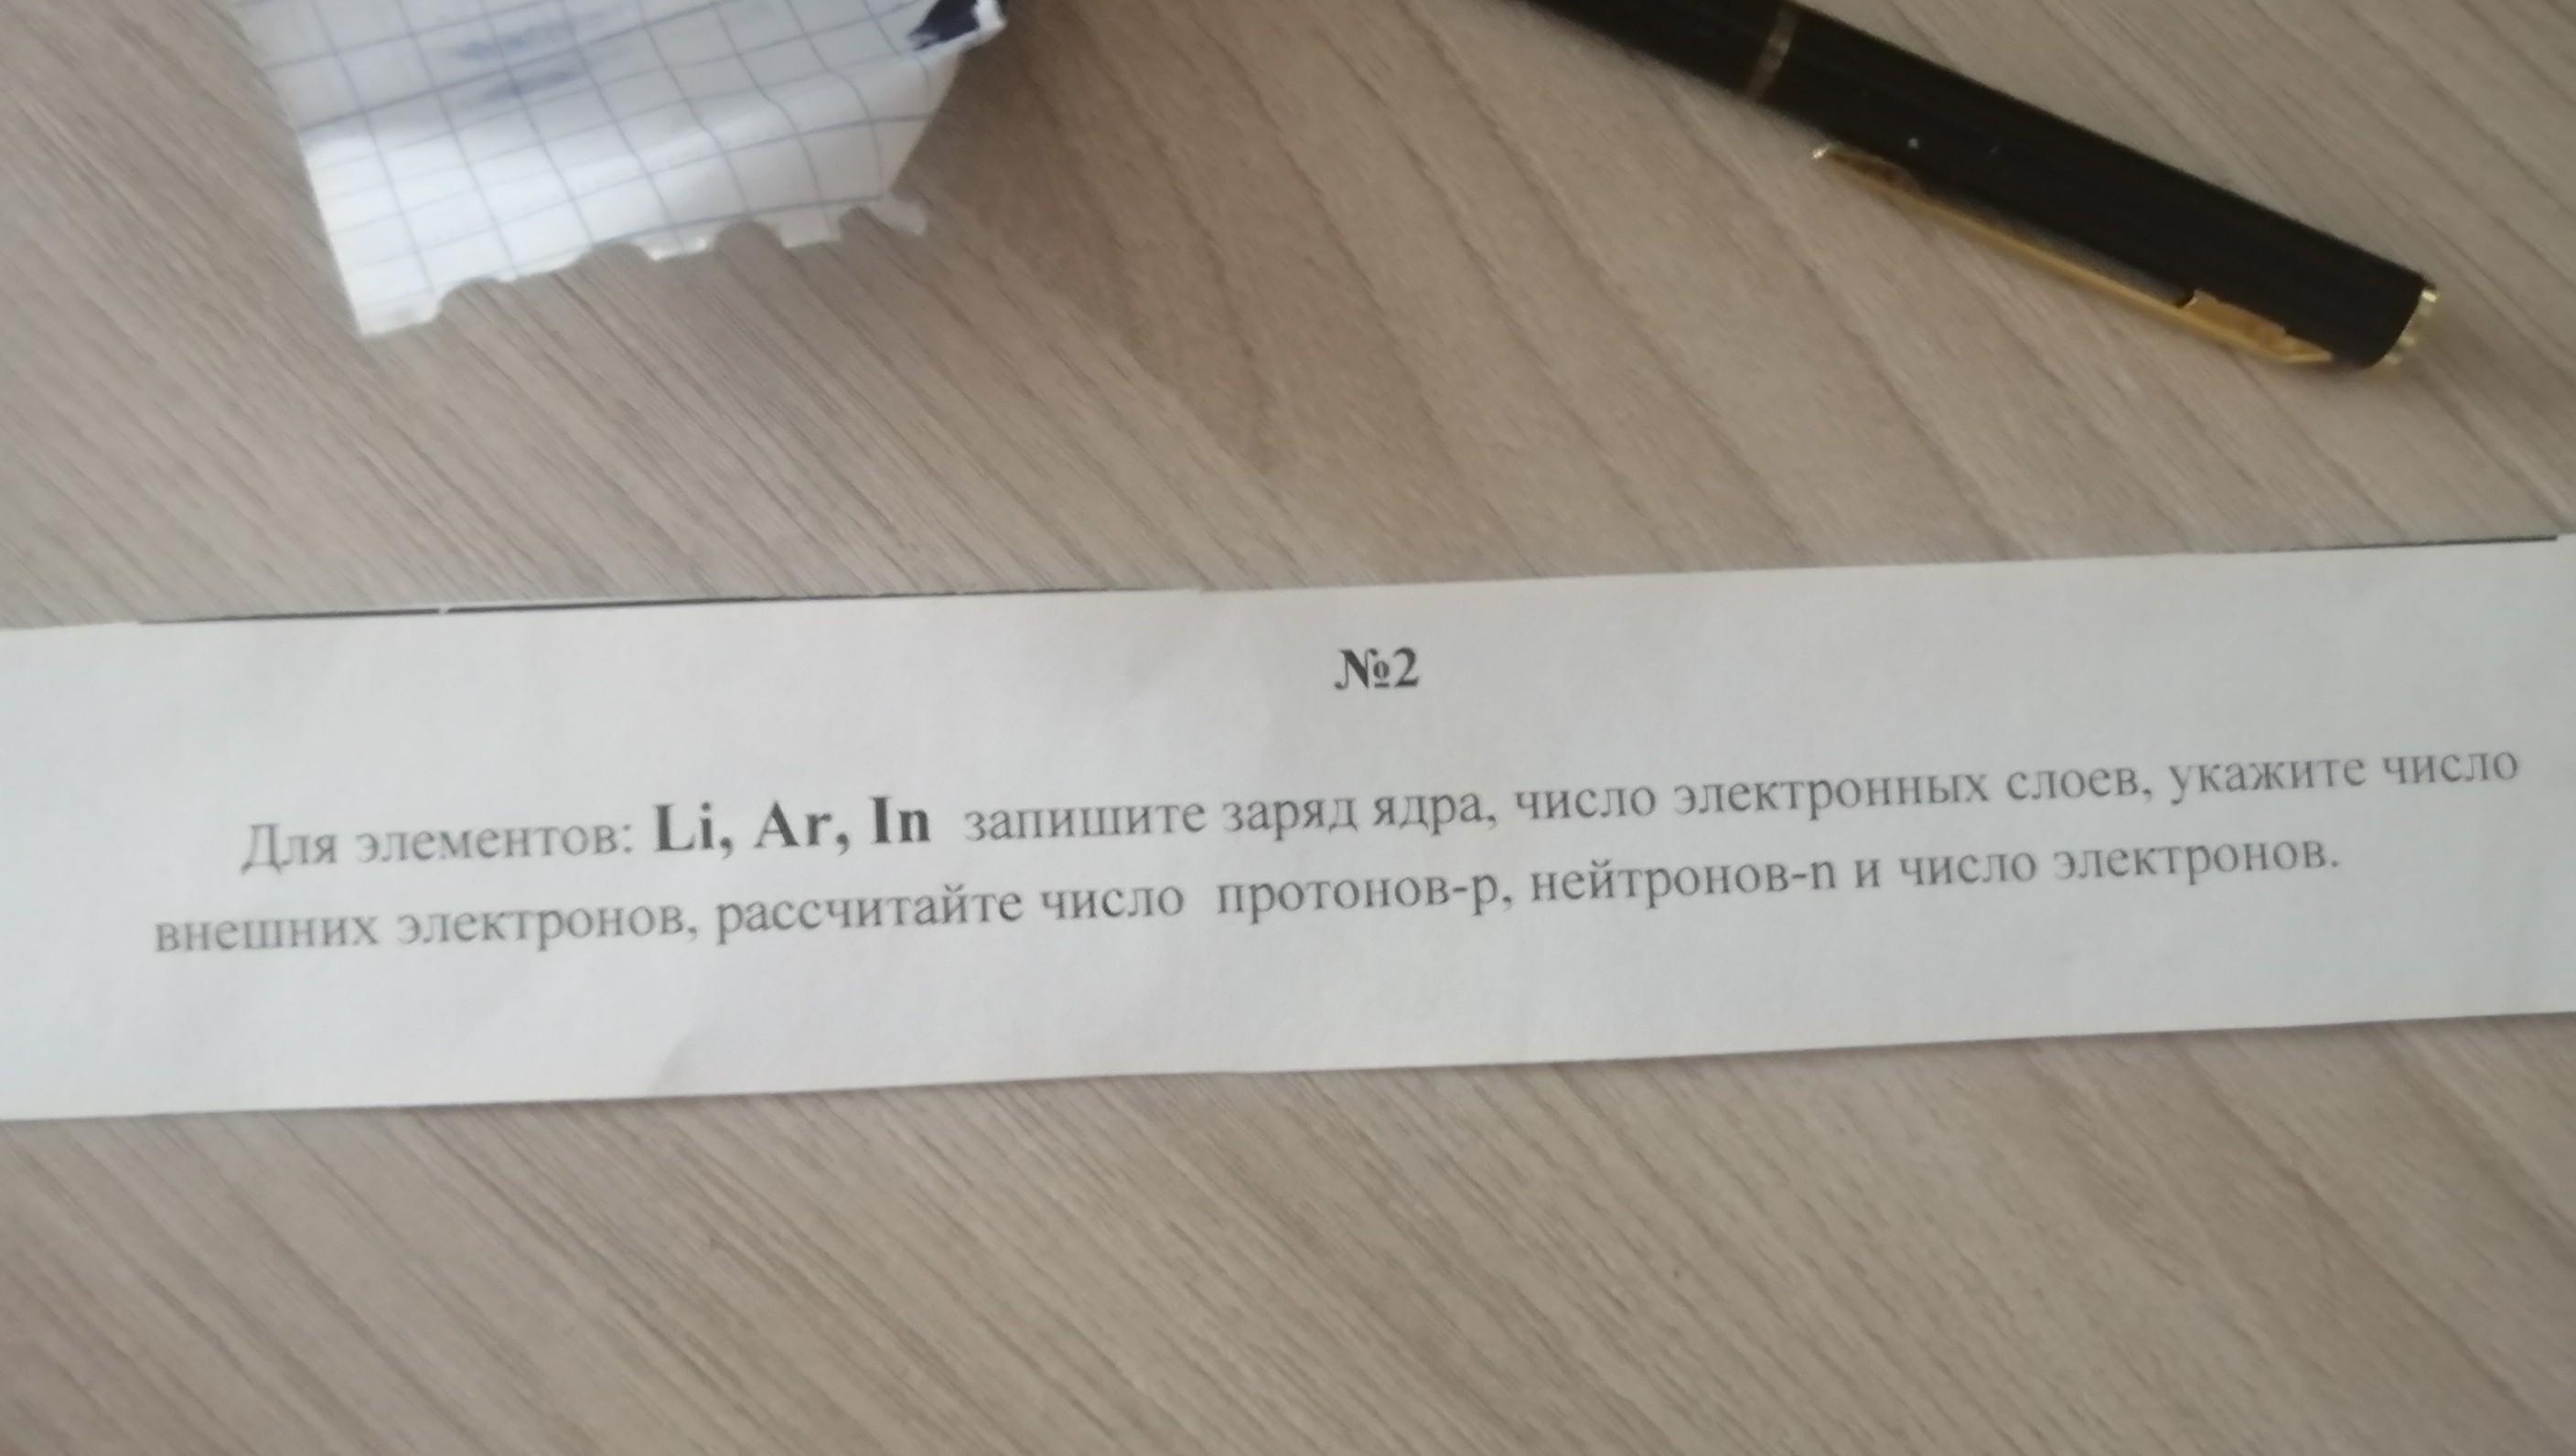 №2
Для элементов: Li, Ar, In запишите заряд ядра, число электронных слоев, укажите число
внешних электронов, рассчитайте число протонов-p, нейтронов-n и число электронов.